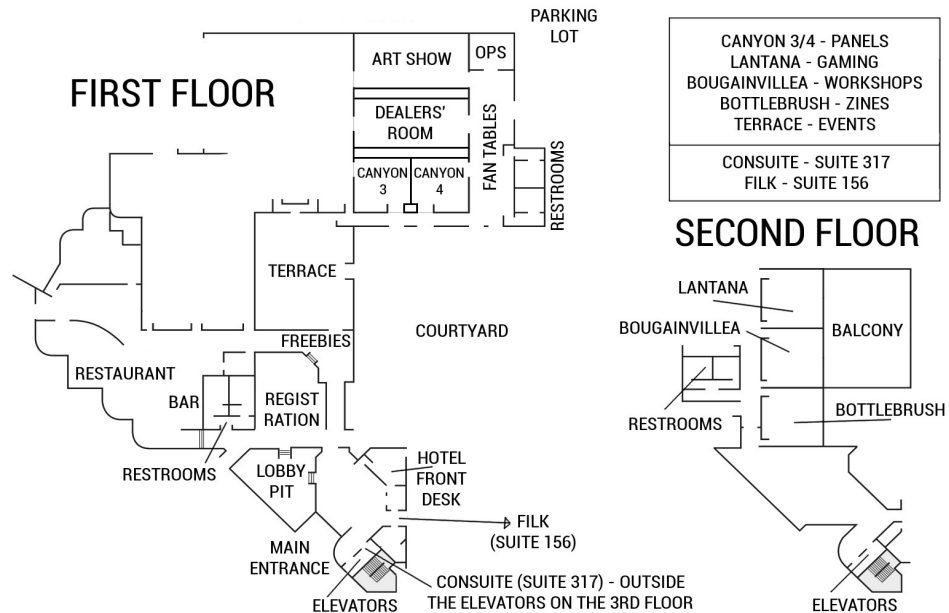 PARKING
LOT
FIRST FLOOR
ART SHOW
OPS
DEALERS'
ROOM
FAN TABLES
CANYON
3
CANYON
4
RESTROOMS
TERRACE
COURTYARD
FREEBIES
RESTAURANT
BAR
REGIST
RATION
RESTROOMS
LOBBY
PIT
HOTEL
FRONT
DESK
FILK
(SUITE 156)
MAIN
ENTRANCE
CONSUITE (SUITE 317) - OUTSIDE
THE ELEVATORS ON THE 3RD FLOOR
ELEVATORS
CANYON 3/4 - PANELS
LANTANA - GAMING
BOUGAINVILLEA - WORKSHOPS
BOTTLEBRUSH - ZINES
TERRACE - EVENTS
CONSUITE - SUITE 317
FILK - SUITE 156
SECOND FLOOR
LANTANA
BOUGAINVILLEA
BALCONY
RESTROOMS
BOTTLEBRUSH
ELEVATORS